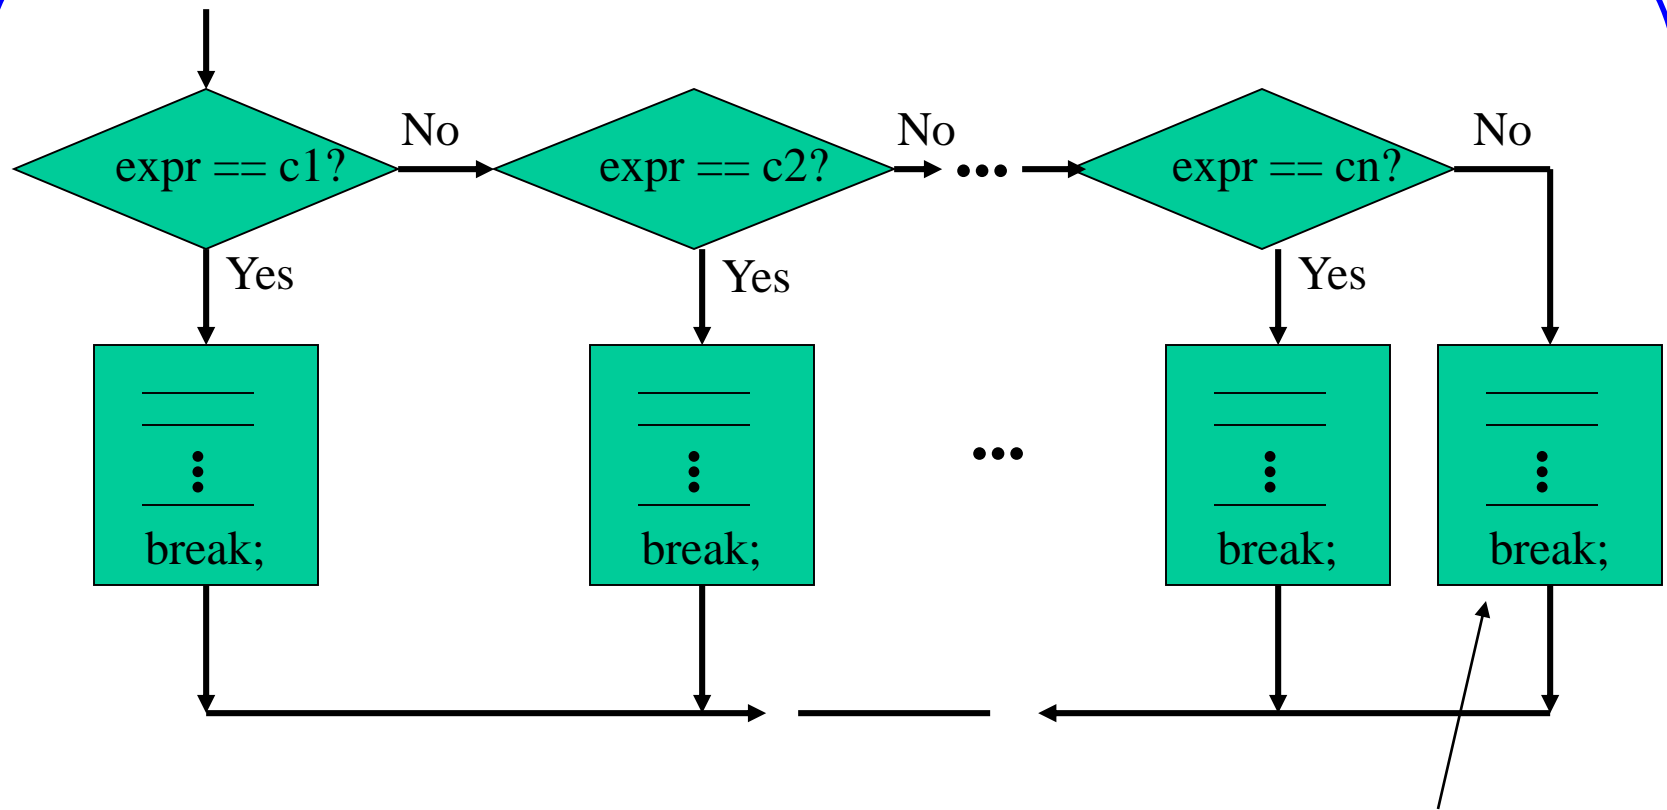 No
No
No
expr == c1?
expr == c2?
•••
expr == cn?
Yes
Yes
Yes
•••
break;
break;
break;
break;